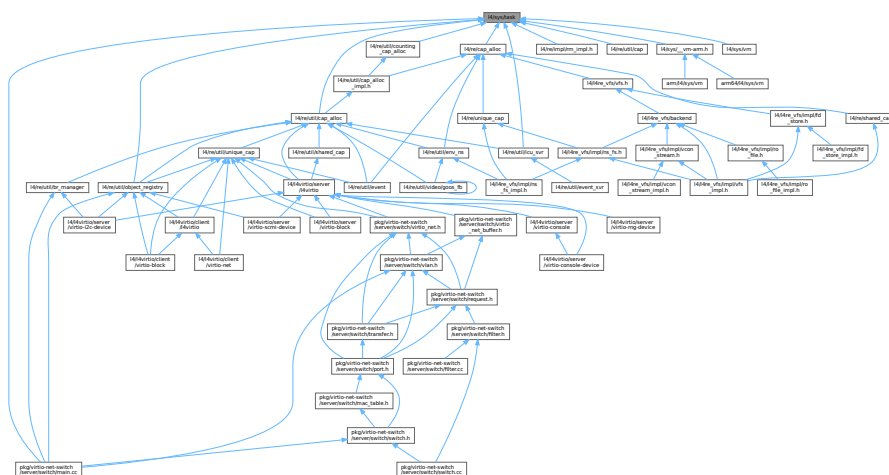 l4/sys/task
l4/re/util/counting
_cap_alloc
l4/re/cap_alloc
l4/re/impl/rm_impl.h
l4/re/util/cap
l4/sys/__vm-arm.h
l4/sys/vm
l4/re/util/cap_alloc
_impl.h
l4/l4re_vfs/vfs.h
arm/l4/sys/vm
arm64/l4/sys/vm
l4/re/util/cap_alloc
l4/re/unique_cap
l4/l4re_vfs/backend
l4/l4re_vfs/impl/fd
_store.h
l4/re/shared_ca
l4/re/util/unique_cap
l4/re/util/shared_cap
l4/re/util/env_ns
l4/re/util/icu_svr
l4/l4re_vfs/impl/ns_fs.h
l4/l4re_vfs/impl/vcon
_stream.h
l4/l4re_vfs/impl/ro
_file.h
l4/l4re_vfs/impl/fd
_store_impl.h
l4/re/util/br_manager
l4/re/util/object_registry
l4/l4virtio/server
/l4virtio
l4/re/util/event
l4/re/util/video/goos_fb
l4/l4re_vfs/impl/ns
_fs_impl.h
l4/re/util/event_svr
l4/l4re_vfs/impl/vcon
_stream_impl.h
l4/l4re_vfs/impl/vfs
_impl.h
l4/l4re_vfs/impl/ro
_file_impl.h
l4/l4virtio/server
/virtio-i2c-device
l4/l4virtio/client
/l4virtio
l4/l4virtio/server
/virtio-scmi-device
l4/l4virtio/server
/virtio-block
pkg/virtio-net-switch
/server/switch/virtio_net.h
pkg/virtio-net-switch
/server/switch/virtio
_net_buffer.h
l4/l4virtio/server
/virtio-console
l4/l4virtio/server
/virtio-rng-device
l4/l4virtio/client
/virtio-block
l4/l4virtio/client
/virtio-net
pkg/virtio-net-switch
/server/switch/vlan.h
l4/l4virtio/server
/virtio-console-device
pkg/virtio-net-switch
/server/switch/request.h
pkg/virtio-net-switch
/server/switch/transfer.h
pkg/virtio-net-switch
/server/switch/filter.h
pkg/virtio-net-switch
/server/switch/port.h
pkg/virtio-net-switch
/server/switch/filter.cc
pkg/virtio-net-switch
/server/switch/mac_table.h
pkg/virtio-net-switch
/server/switch/switch.h
pkg/virtio-net-switch
/server/switch/main.cc
pkg/virtio-net-switch
/server/switch/switch.cc